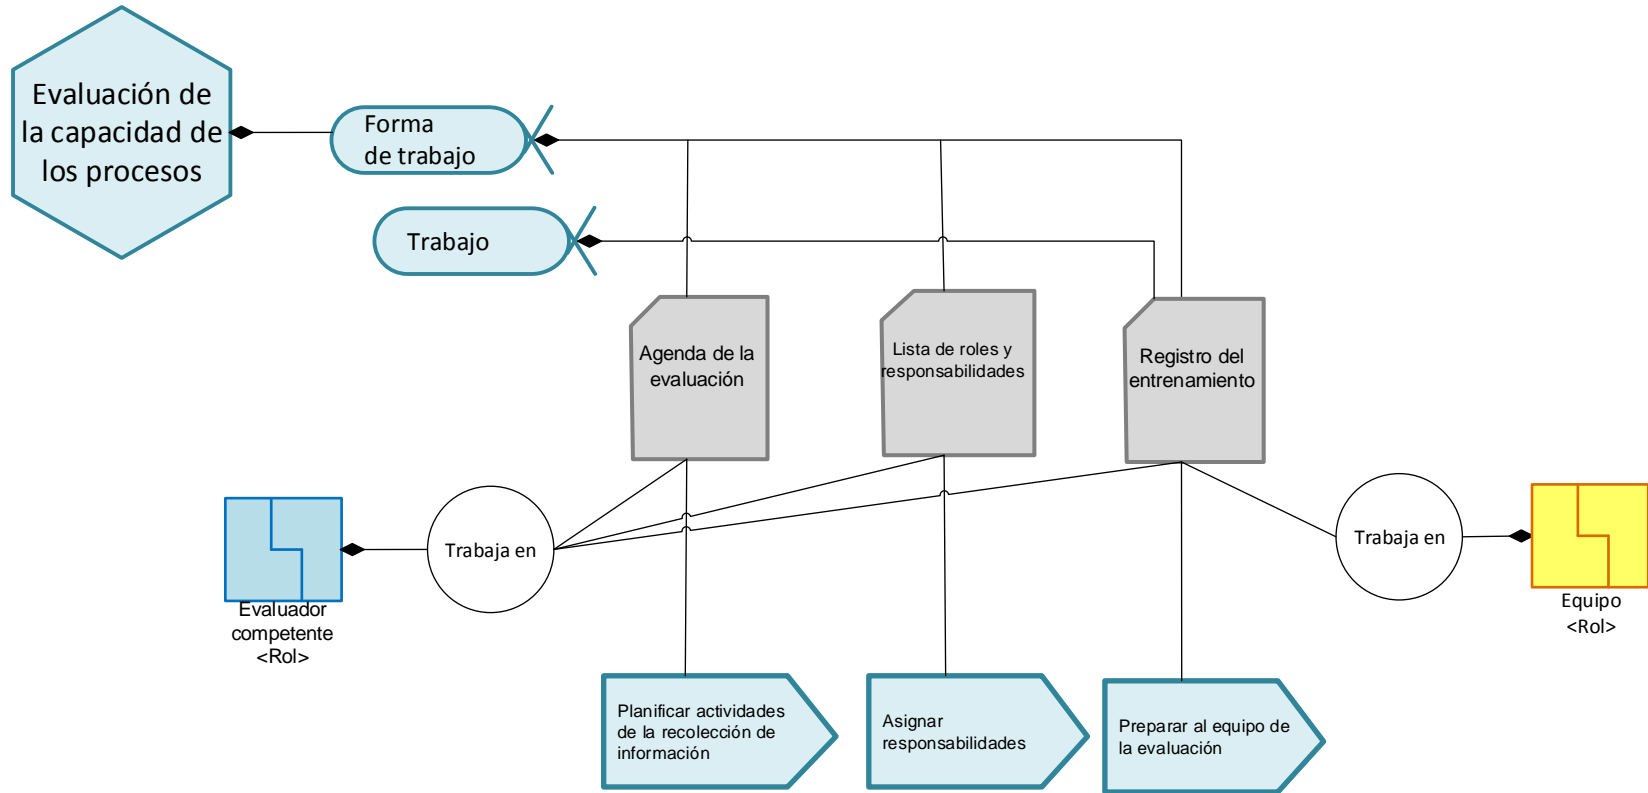 Evaluación de
la capacidad de
los procesos
Forma
de trabajo
Trabajo
Agenda de la
evaluación
Lista de roles y
responsabilidades
Registro del
entrenamiento
Trabaja en
Trabaja en
Evaluador
competente
<Rol>
Equipo
<Rol>
Planificar actividades
de la recolección de
información
Asignar
responsabilidades
Preparar al equipo de
la evaluación